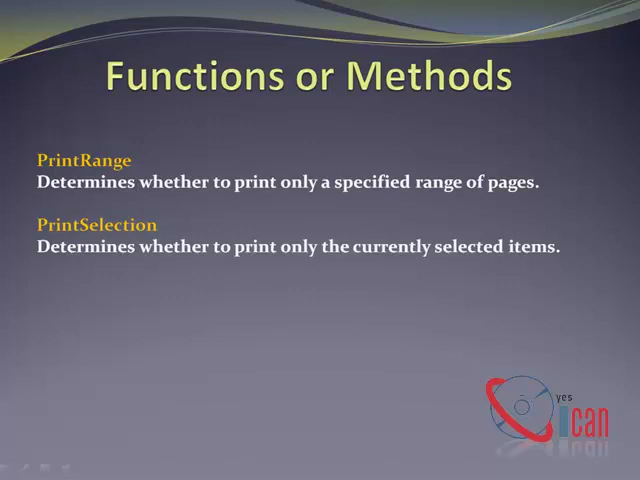 Functions or Methods
PrintRange
Determines whether to print only a specified range of pages.
PrintSelection
Determines whether to print only the currently selected items.
yes
ican